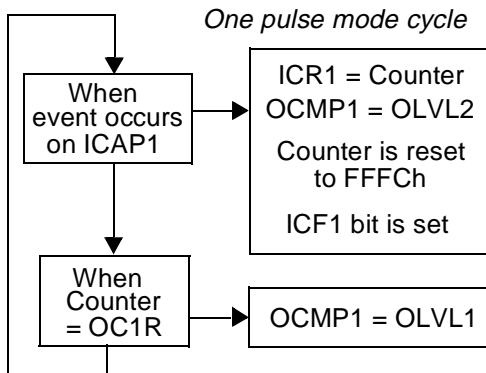 One pulse mode cycle
When
event occurs
on ICAP1
ICR1 = Counter
OCMP1 = OLVL2
Counter is reset
to FFFCh
ICF1 bit is set
When
Counter
= OC1R
OCMP1 = OLVL1